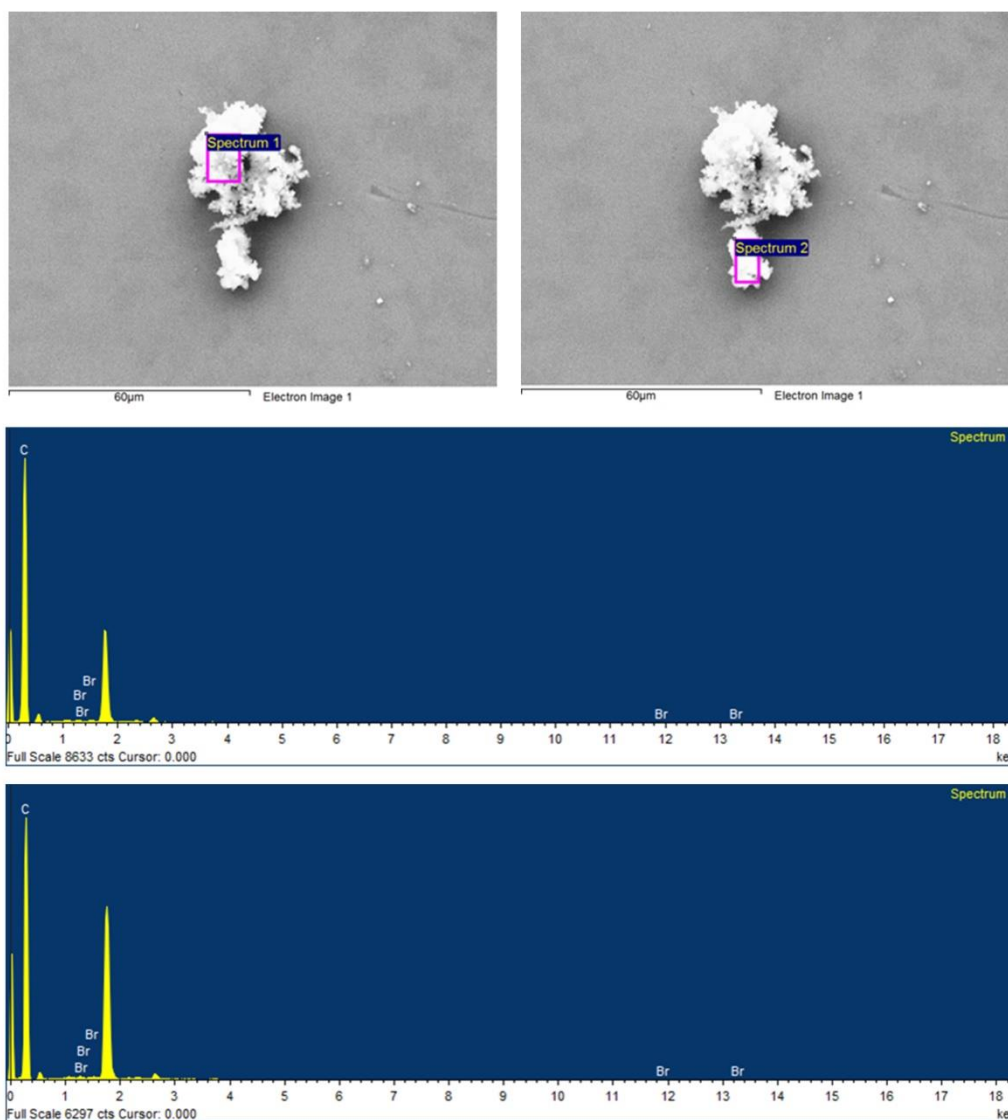 Spectrum 1
60µm Electron Image 1
Spectrum 2
60µm Electron Image 1
Spectrum
C
Br
Br
Br
Br Br
0 1 2 3 4 5 6 7 8 9 10 11 12 13 14 15 16 17 18
Full Scale 8633 cts Cursor: 0.000 ke
Spectrum
C
Br
Br
Br
Br Br
0 1 2 3 4 5 6 7 8 9 10 11 12 13 14 15 16 17 18
Full Scale 6297 cts Cursor: 0.000 ke